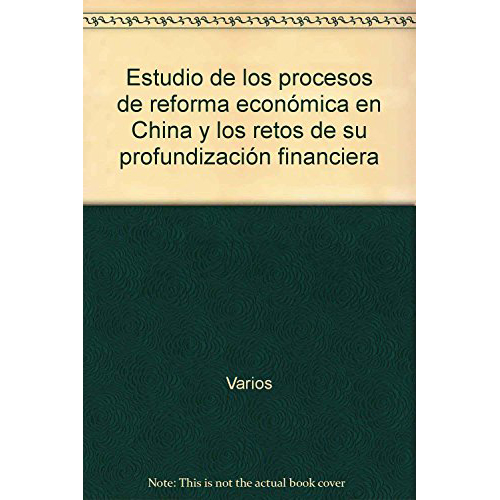 Estudio de los procesos
de reforma económica en
China y los retos de su
profundización financiera
Varios
Note: This is not the actual book cover